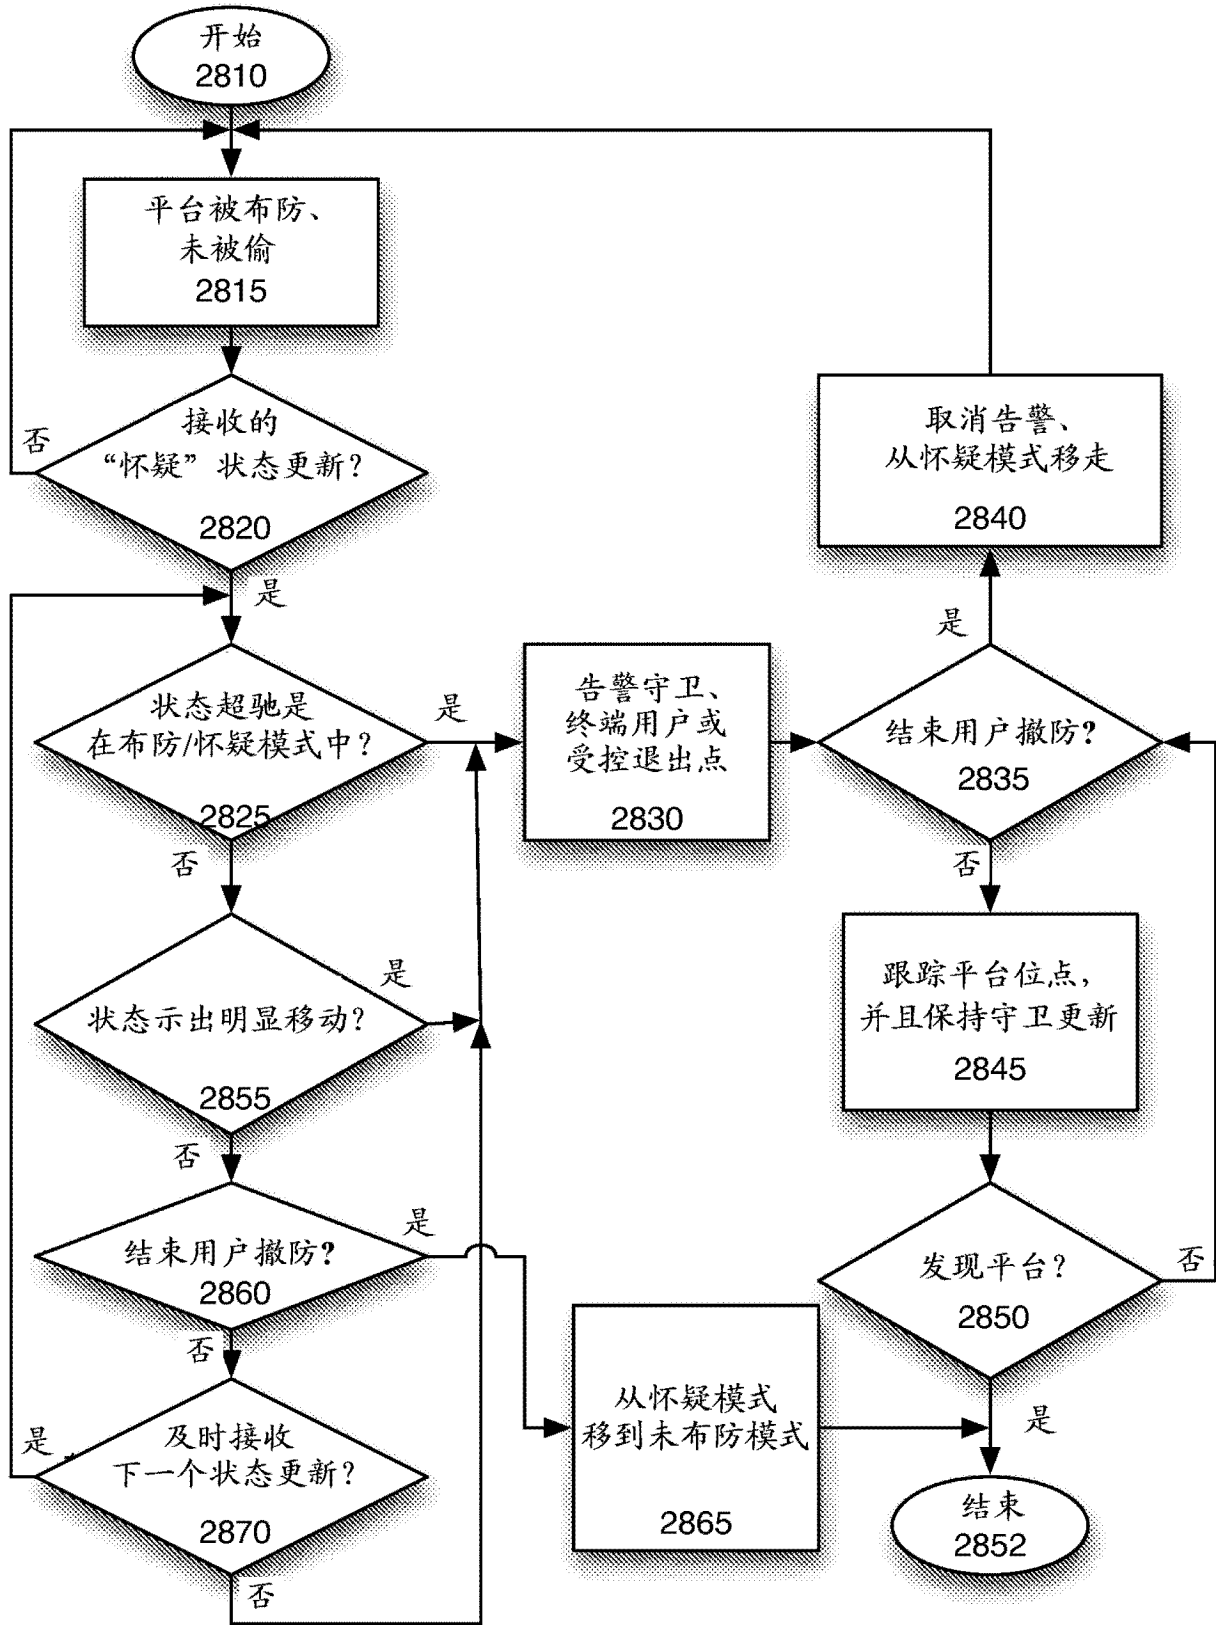 开始
2810
平台被布防、
未被偷
2815
接收的
“怀疑”状态更新？
2820
否
是
状态超驰是
在布防/怀疑模式中？
2825
是
否
告警守卫、
终端用户或
受控退出点
2830
结束用户撤防？
2835
是
否
取消告警、
从怀疑模式移走
2840
跟踪平台位点，
并且保持守卫更新
2845
发现平台？
2850
否
是
结束
2852
状态示出明显移动？
2855
是
否
结束用户撤防？
2860
是
否
从怀疑模式
移到未布防模式
2865
及时接收
下一个状态更新？
2870
是
否